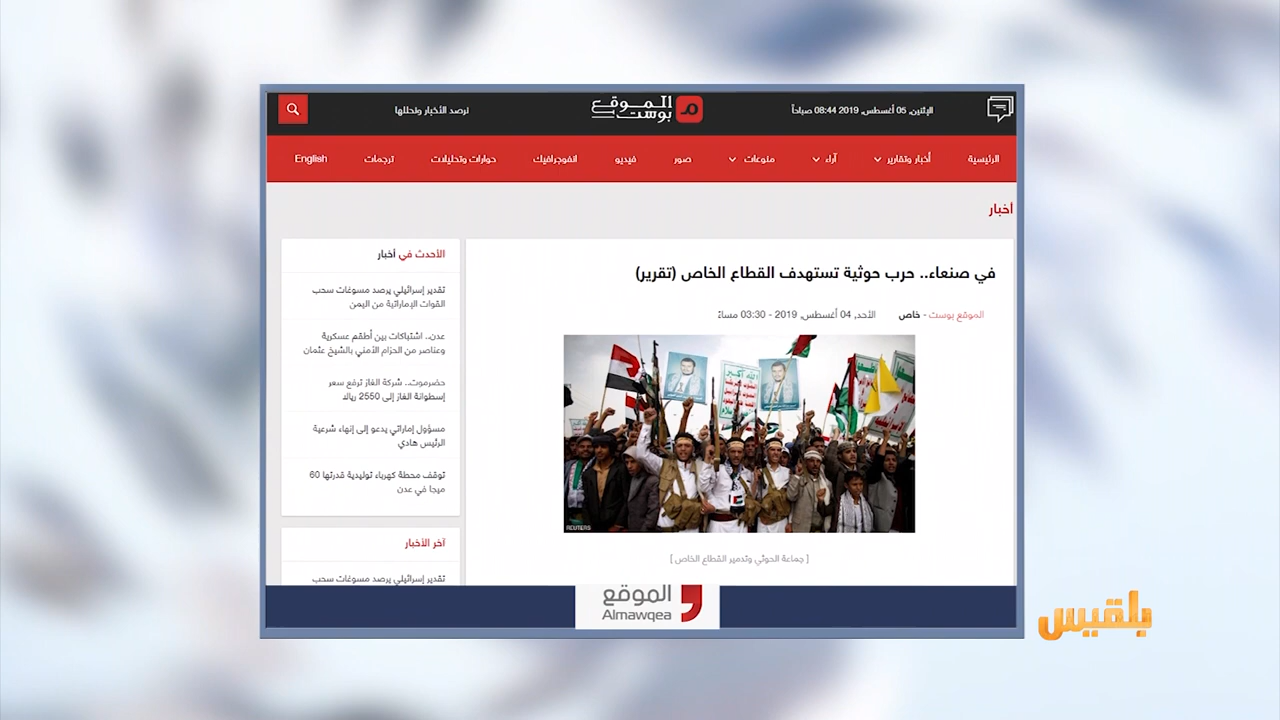 الموقع بوست
الإثنين, 05 أغسطس, 2019 08:44 صباحاً
نرصد الأخبار ونحللها
الرئيسية
أخبار وتقارير
آراء
منوعات
صور
فيديو
انفوجرافيك
حوارات وتحليلات
ترجمات
English
أخبار
في صنعاء.. حرب حوثية تستهدف القطاع الخاص (تقرير)
الموقع بوست - خاص
الأحد, 04 أغسطس, 2019 - 03:30 مساءً
REUTERS
[ جماعة الحوثي وتدمير القطاع الخاص ]
الأحدث في أخبار
تقدير إسرائيلي يرصد مسوغات سحب
القوات الإماراتية من اليمن
عدن.. اشتباكات بين أطقم عسكرية
وعناصر من الحزام الأمني بالشيخ عثمان
حضرموت.. شركة الغاز ترفع سعر
إسطوانة الغاز إلى 2550 ريالا
مسؤول إماراتي يدعو إلى إنهاء شرعية
الرئيس هادي
توقف محطة كهرباء توليدية قدرتها 60
ميجا في عدن
آخر الأخبار
تقدير إسرائيلي يرصد مسوغات سحب
الموقع
Almawqea
بلقيس